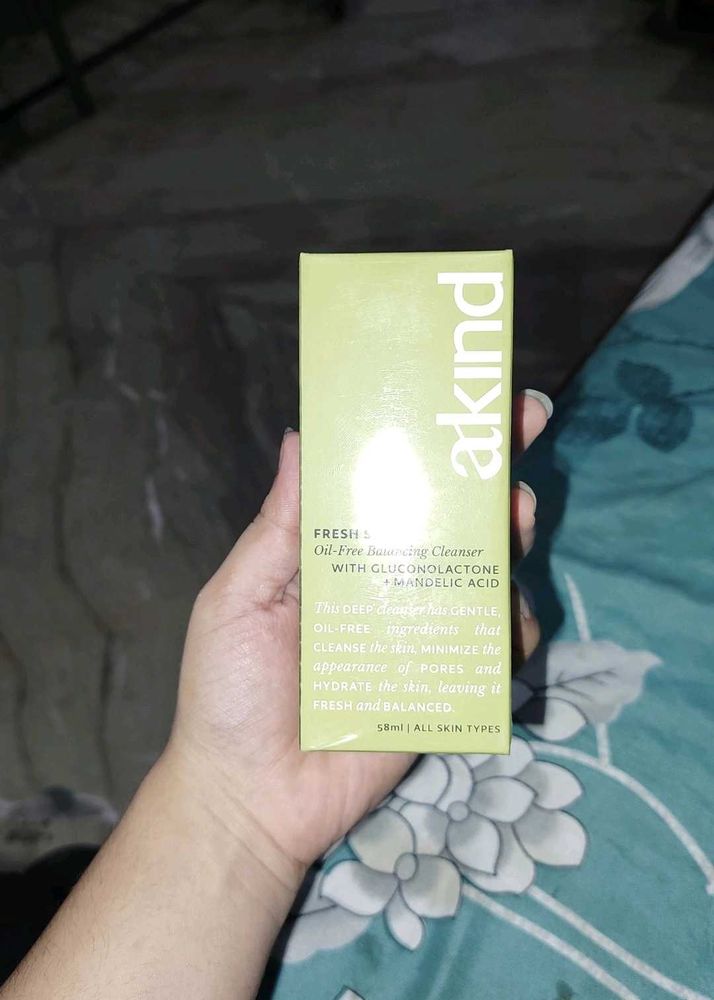 akind
FRESH
Oil-Free Balancing Cleanser
WITH GLUCONOLACTONE
+ MANDELIC ACID
This DEEP cleanser has GENTLE,
OIL-FREE ingredients that
CLEANSE the skin, MINIMIZE the
appearance of PORES and
HYDRATE the skin, leaving it
FRESH and BALANCED.
58ml | ALL SKIN TYPES